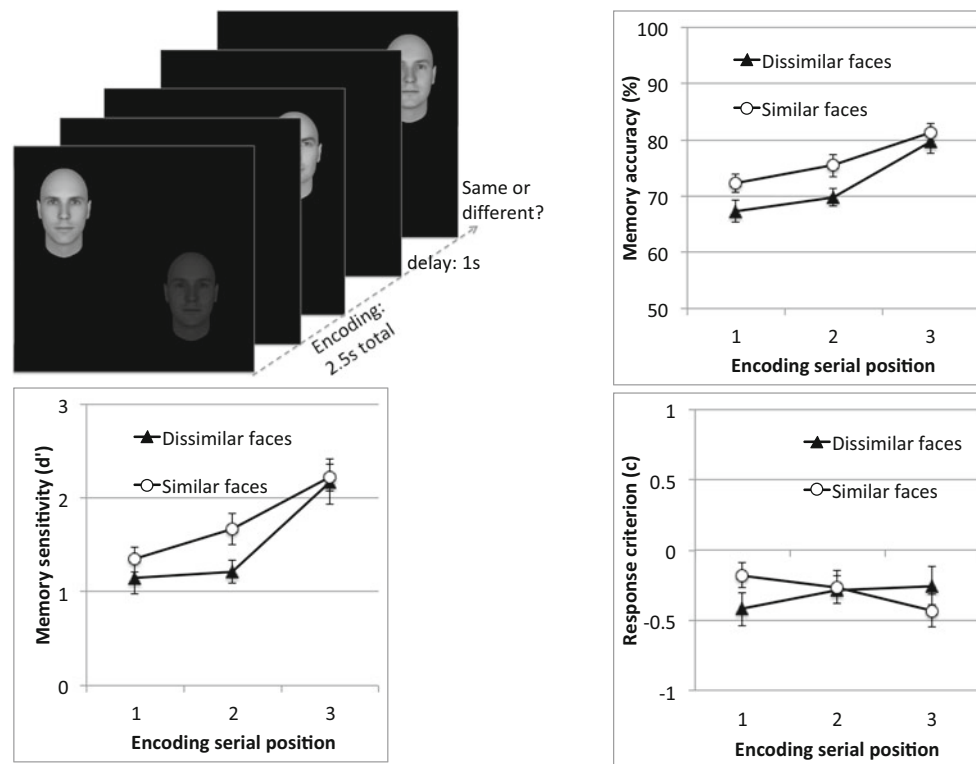 Same or
different?
delay: 1s
Encoding:
2.5s total
100
90
80
70
60
50
Memory accuracy (%)
Dissimilar faces
Similar faces
1 2 3
Encoding serial position
3
2
1
0
Memory sensitivity (d')
Dissimilar faces
Similar faces
1 2 3
Encoding serial position
1
0.5
0
-0.5
-1
Response criterion (c)
Dissimilar faces
Similar faces
1 2 3
Encoding serial position